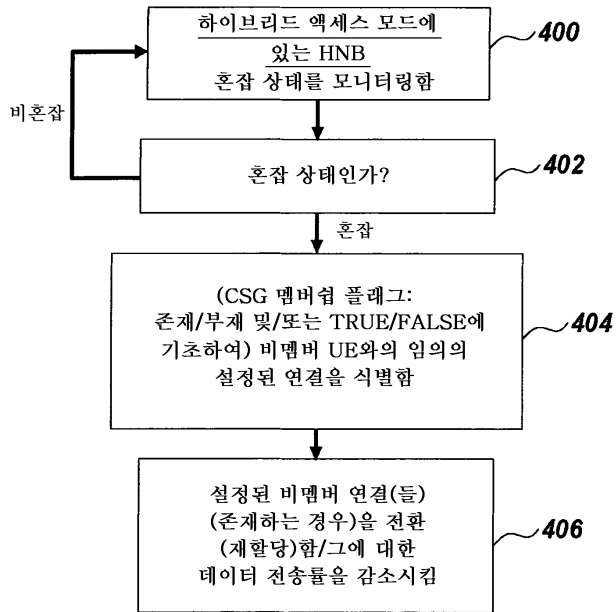 하이브리드 액세스 모드에
있는 HNB
혼잡 상태를 모니터링함
400
비혼잡
혼잡 상태인가?
402
혼잡
(CSG 멤버쉽 플래그:
존재/부재 및/또는 TRUE/FALSE에
기초하여) 비멤버 UE와의 임의의
설정된 연결을 식별함
404
설정된 비멤버 연결(들)
(존재하는 경우)을 전환
(재할당)함/그에 대한
데이터 전송률을 감소시킴
406